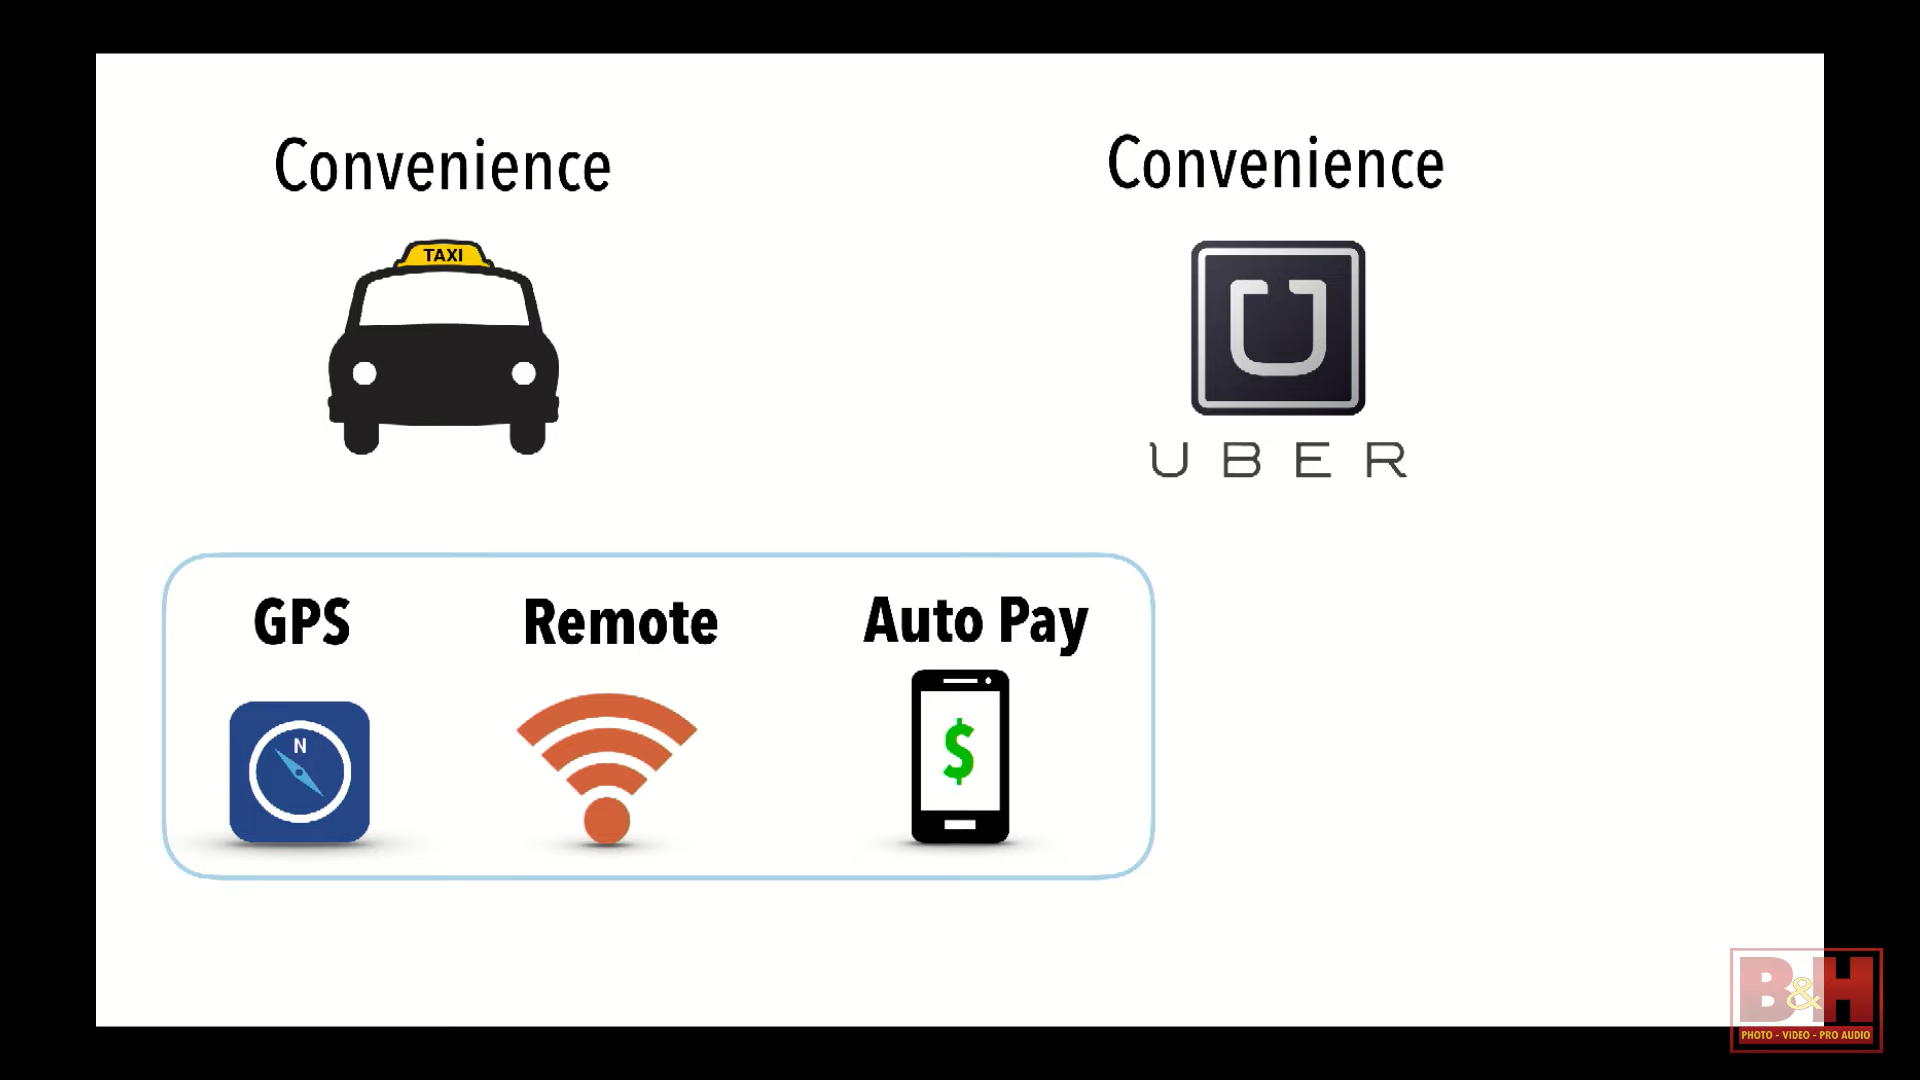 Convenience
Convenience
TAXI
U
UBER
GPS
Remote
Auto Pay
N
$
B&H
PHOTO - VIDEO - PRO AUDIO